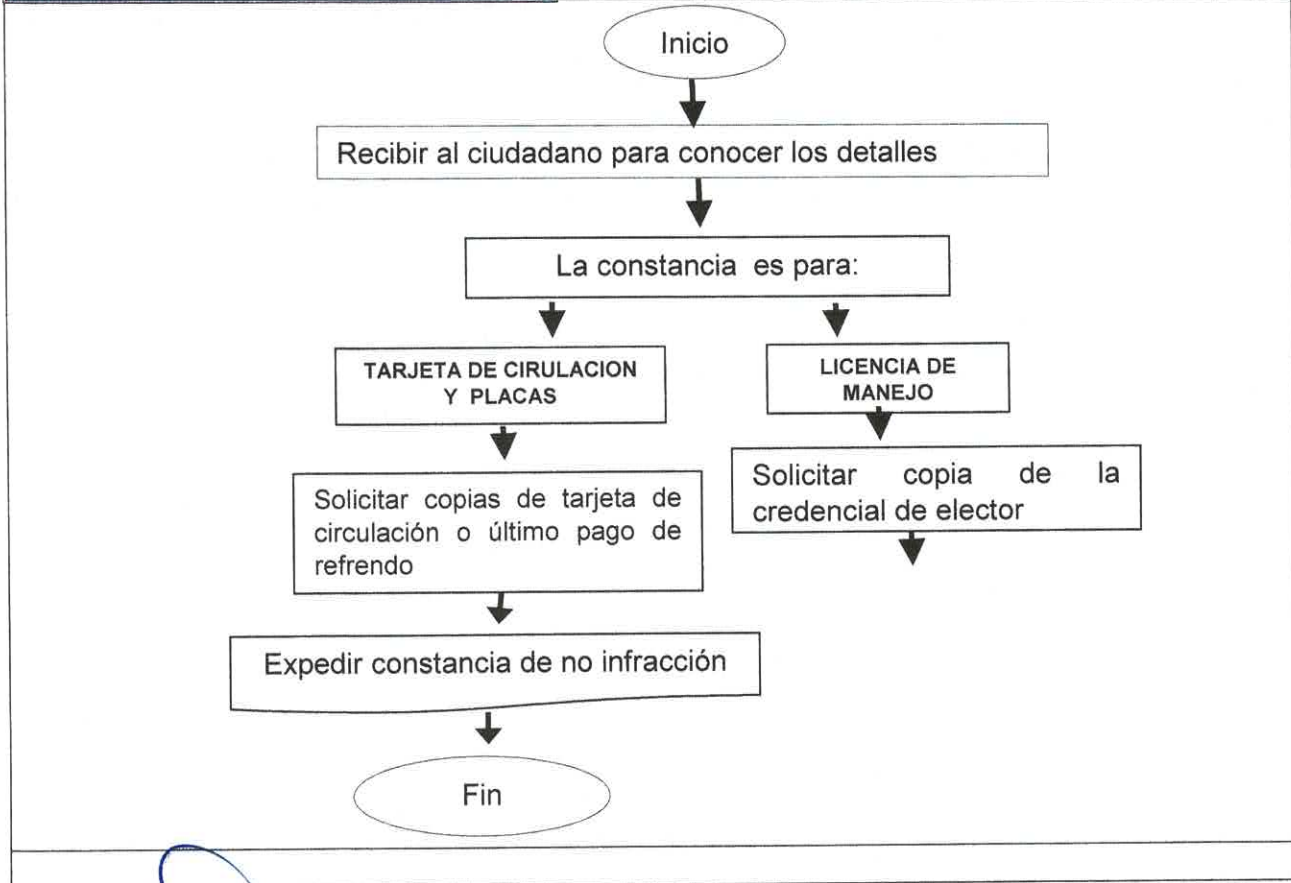 Inicio
Recibir al ciudadano para conocer los detalles
La constancia es para:
TARJETA DE CIRULACION
Y PLACAS
LICENCIA DE
MANEJO
Solicitar copias de tarjeta de
circulación o último pago de
refrendo
Solicitar copia de la
credencial de elector
Expedir constancia de no infracción
Fin